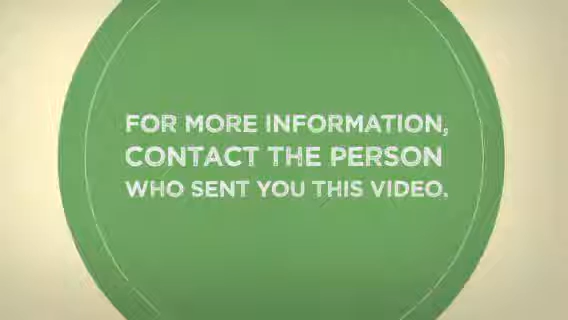 FOR MORE INFORMATION,
CONTACT THE PERSON
WHO SENT YOU THIS VIDEO.